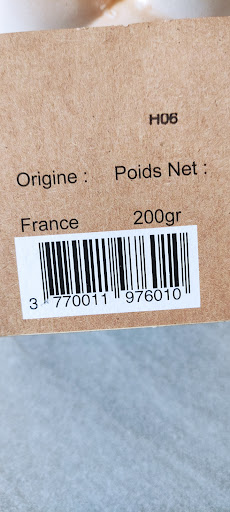 H06
Origine : Poids Net :
France 200gr
3 770011 976010